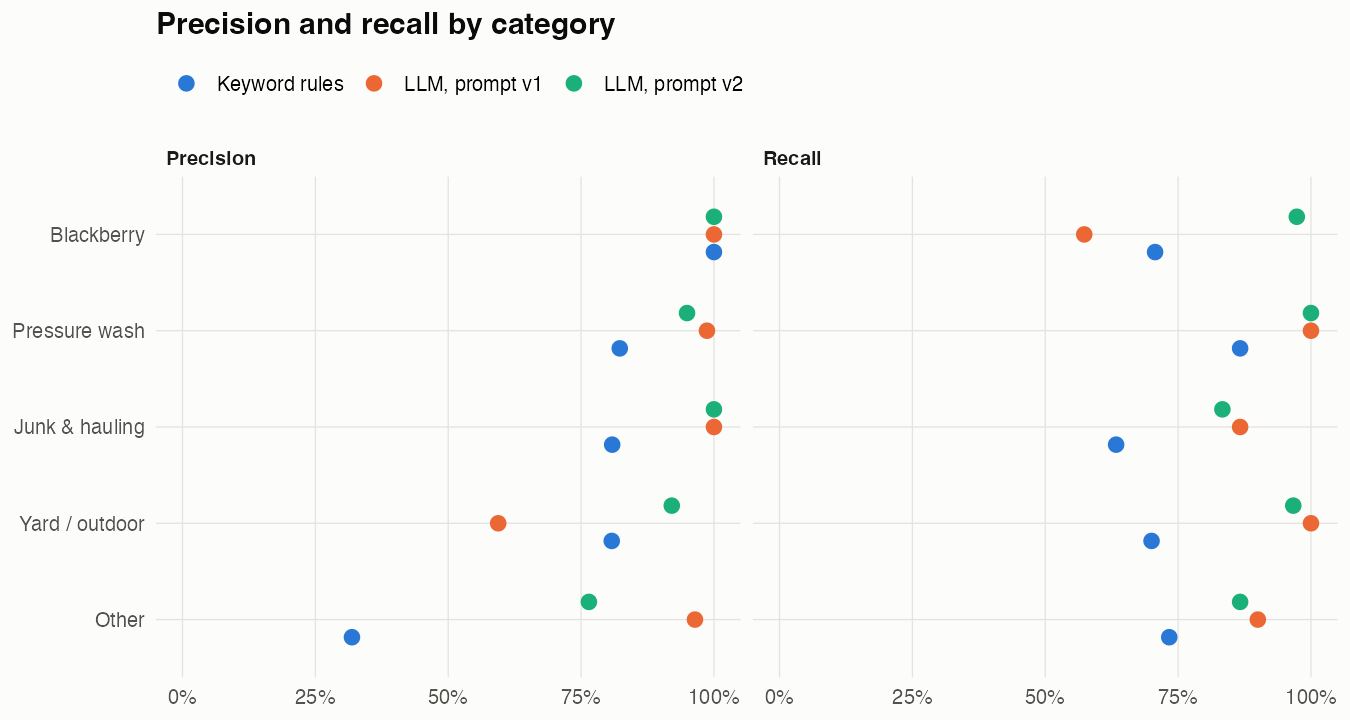 Precision and recall by category
Keyword rules LLM, prompt v1 LLM, prompt v2
Precision Recall
Blackberry
Pressure wash
Junk & hauling
Yard / outdoor
Other
0% 25% 50% 75% 100% 0% 25% 50% 75% 100%